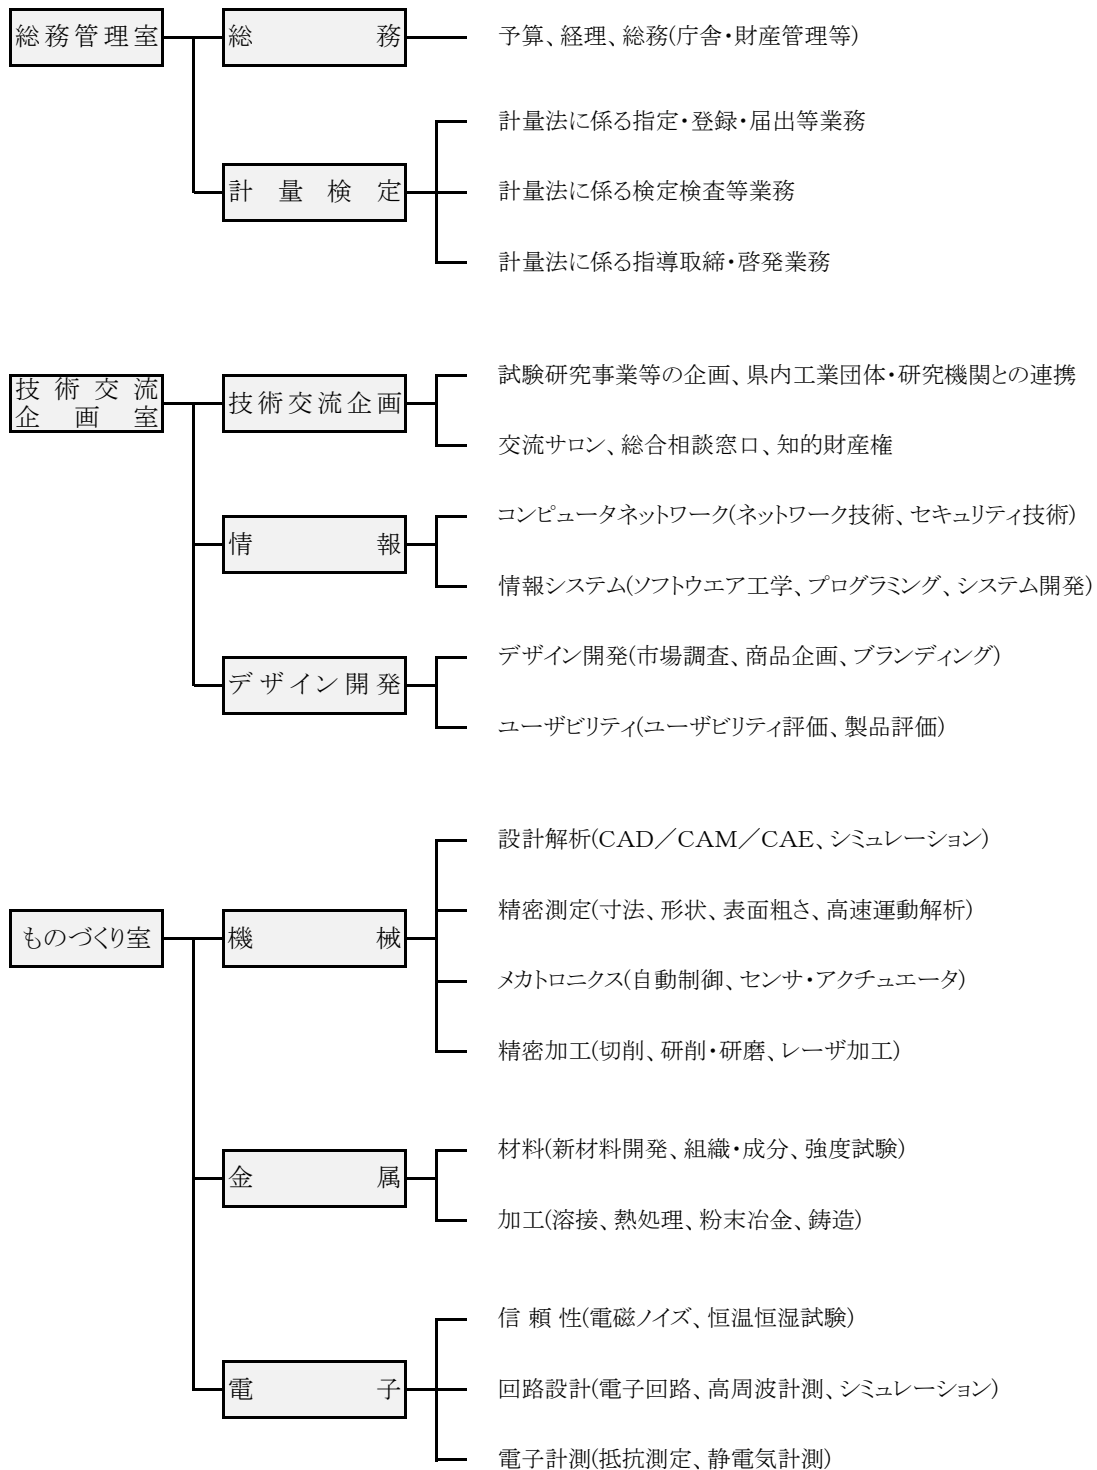 総務管理室 総務 予算、経理、総務(庁舎・財産管理等)
計量法に係る指定・登録・届出等業務
計量検定 計量法に係る検定検査等業務
計量法に係る指導取締・啓発業務
試験研究事業等の企画、県内工業団体・研究機関との連携
技術交流
企画室
技術交流企画
交流サロン、総合相談窓口、知的財産権
コンピュータネットワーク(ネットワーク技術、セキュリティ技術)
情報
情報システム(ソフトウエア工学、プログラミング、システム開発)
デザイン開発(市場調査、商品企画、ブランディング)
デザイン開発
ユーザビリティ(ユーザビリティ評価、製品評価)
設計解析(CAD／CAM／CAE、シミュレーション)
精密測定(寸法、形状、表面粗さ、高速運動解析)
ものづくり室 機械
メカトロニクス(自動制御、センサ・アクチュエータ)
精密加工(切削、研削・研磨、レーザ加工)
材料(新材料開発、組織・成分、強度試験)
金属
加工(溶接、熱処理、粉末冶金、鋳造)
信 頼 性(電磁ノイズ、恒温恒湿試験)
電子 回路設計(電子回路、高周波計測、シミュレーション)
電子計測(抵抗測定、静電気計測)